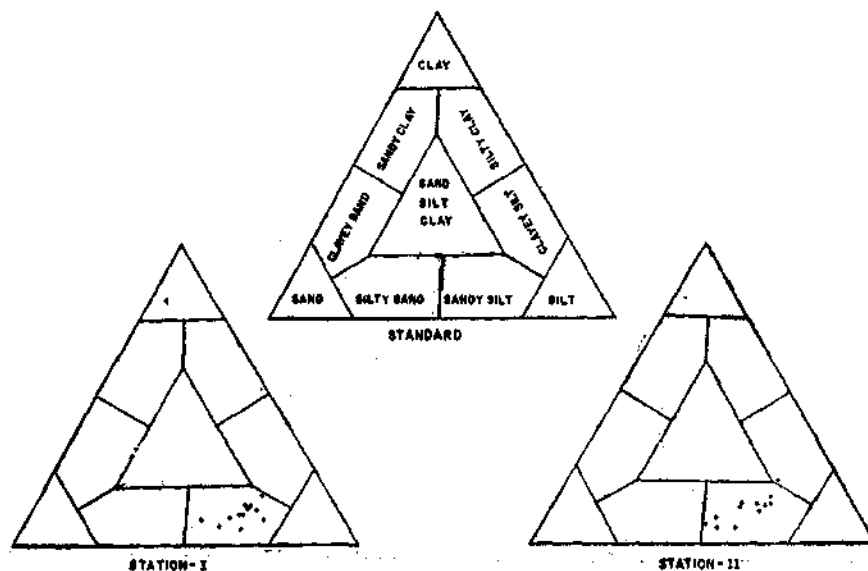 CLAY
SANDY CLAY
SILTY CLAY
SAND
SILT
CLAY
CLAYEY SAND
CLAYEY SILT
SAND
SILTY SAND
SANDY SILT
SILT
STANDARD
STATION-I
STATION-II